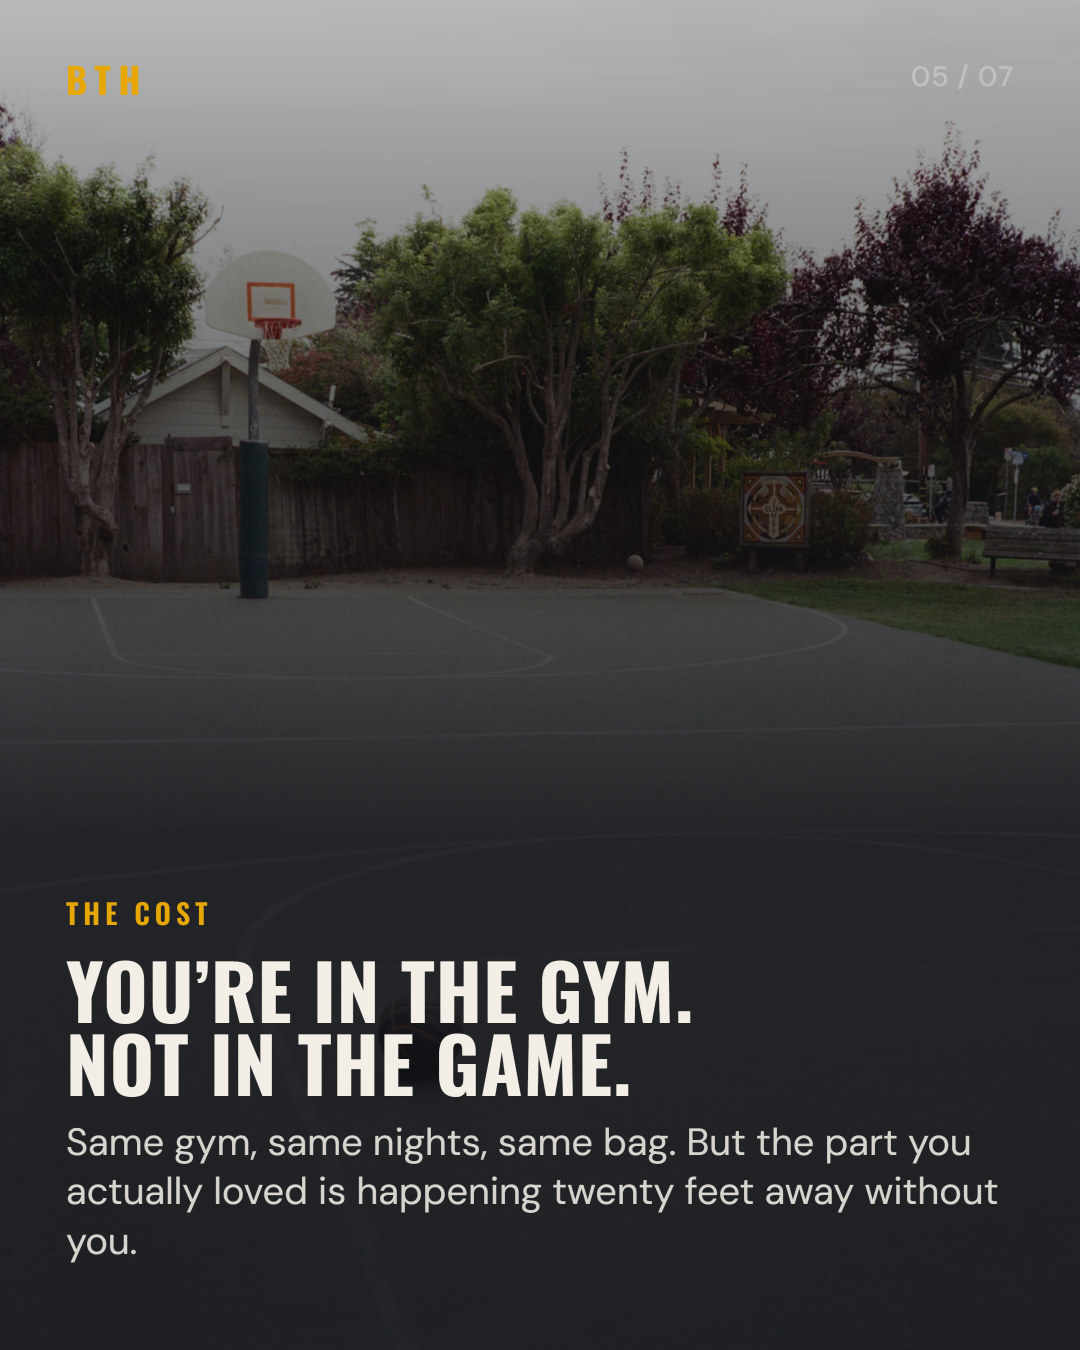 BTH
05 / 07
THE COST
YOU’RE IN THE GYM.
NOT IN THE GAME.
Same gym, same nights, same bag. But the part you
actually loved is happening twenty feet away without
you.